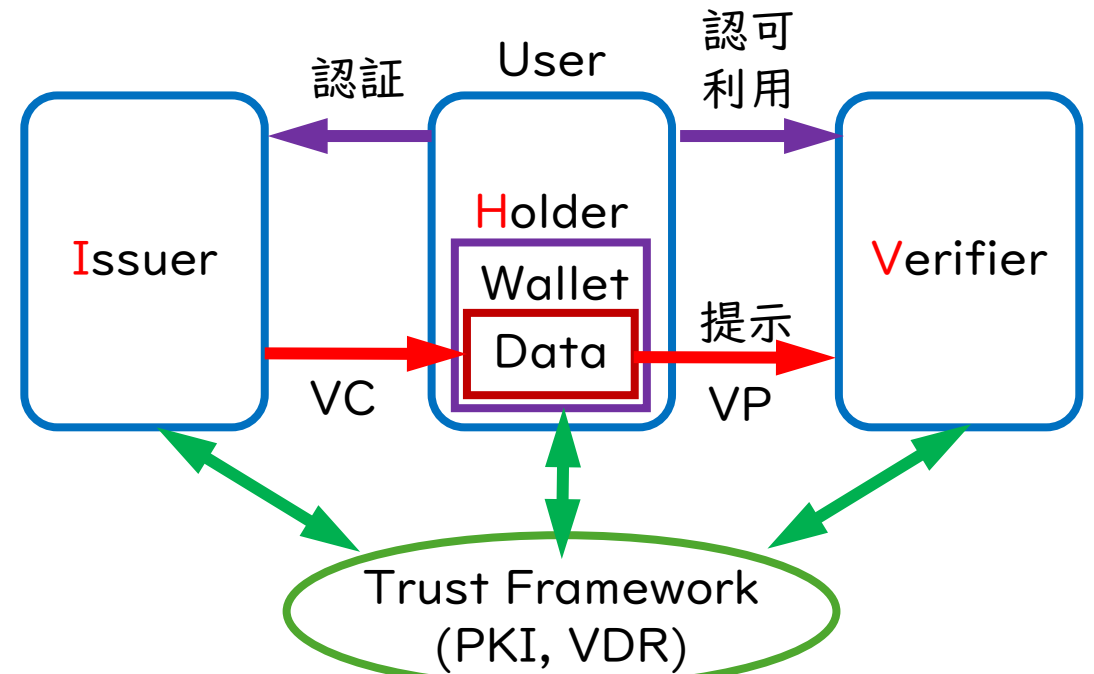 認証
User
認可
利用
Issuer
Holder
Wallet
Data
Verifier
VC
提示
VP
Trust Framework
(PKI, VDR)